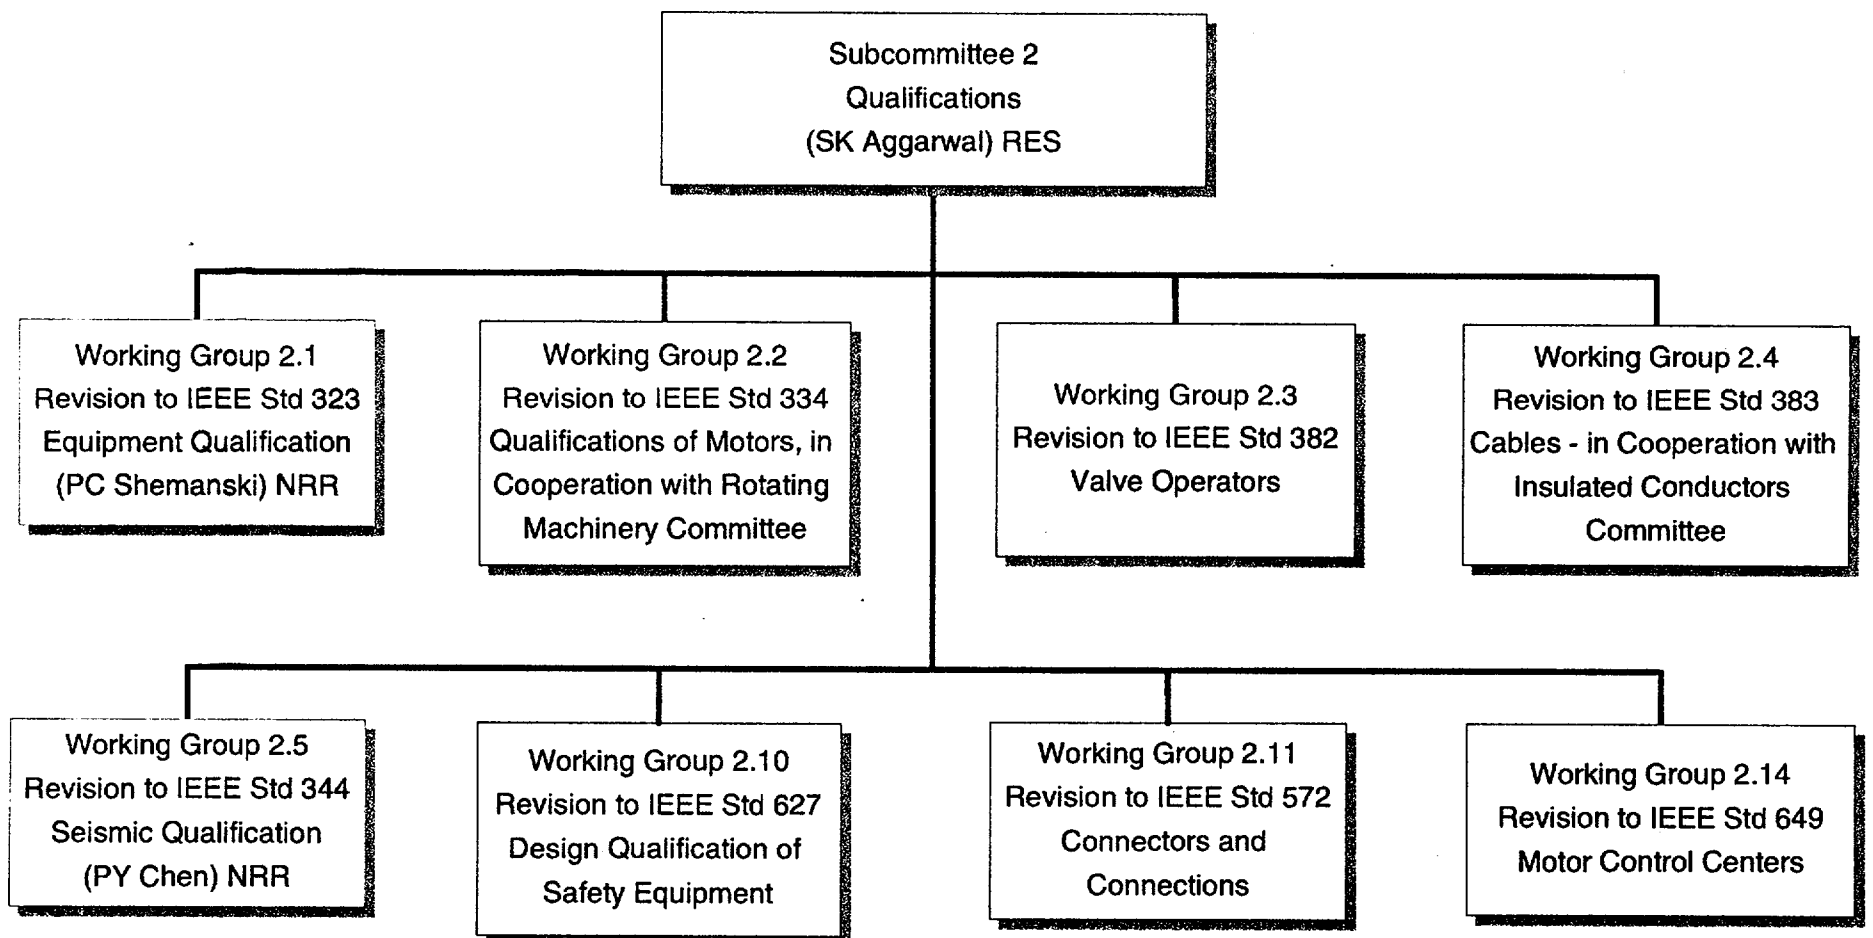 Subcommittee 2
Qualifications
(SK Aggarwal) RES
Working Group 2.1
Revision to IEEE Std 323
Equipment Qualification
(PC Shemanski) NRR
Working Group 2.2
Revision to IEEE Std 334
Qualifications of Motors, in
Cooperation with Rotating
Machinery Committee
Working Group 2.3
Revision to IEEE Std 382
Valve Operators
Working Group 2.4
Revision to IEEE Std 383
Cables - in Cooperation with
Insulated Conductors
Committee
Working Group 2.5
Revision to IEEE Std 344
Seismic Qualification
(PY Chen) NRR
Working Group 2.10
Revision to IEEE Std 627
Design Qualification of
Safety Equipment
Working Group 2.11
Revision to IEEE Std 572
Connectors and
Connections
Working Group 2.14
Revision to IEEE Std 649
Motor Control Centers